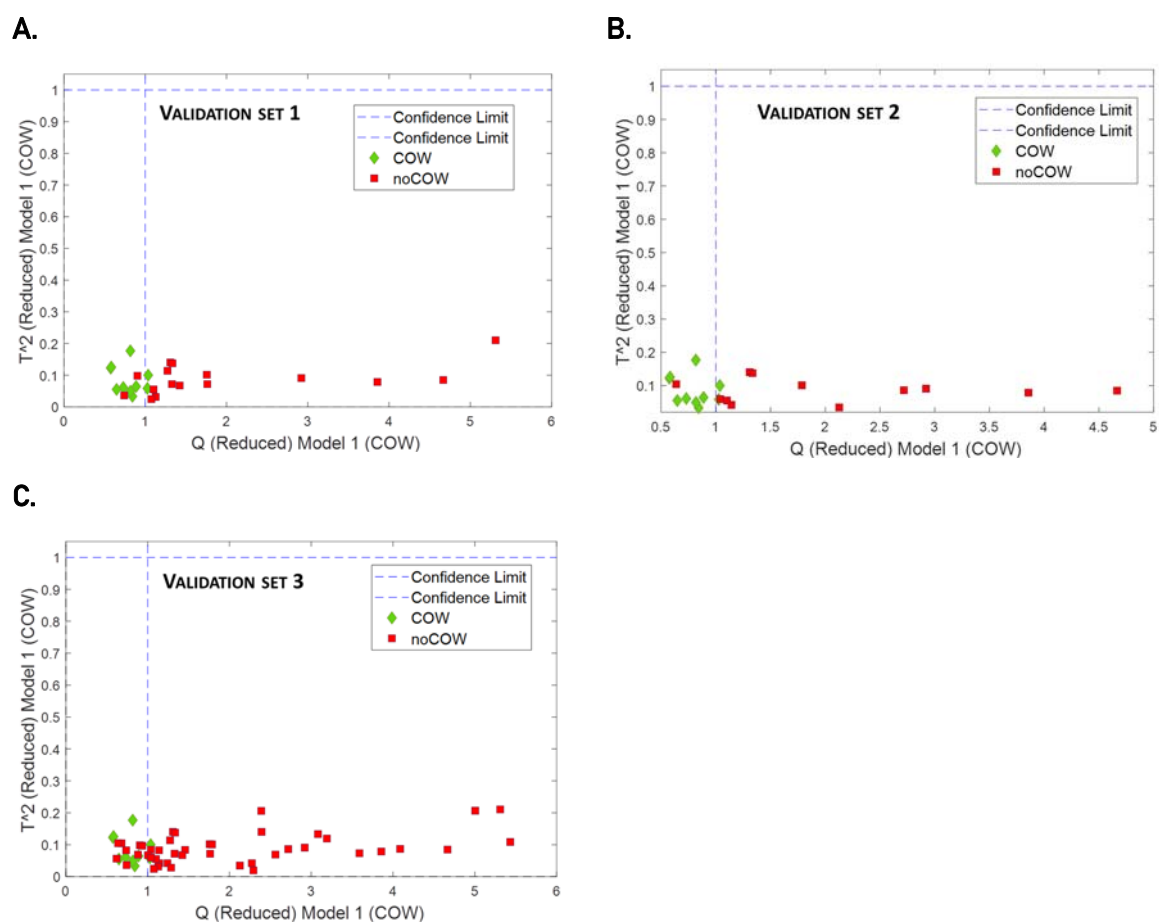 A.
VALIDATION SET 1
Confidence Limit
Confidence Limit
COW
noCOW
1
0.9
0.8
0.7
0.6
0.5
0.4
0.3
0.2
0.1
0
0 1 2 3 4 5 6
T^2 (Reduced) Model 1 (COW)
Q (Reduced) Model 1 (COW)
B.
VALIDATION SET 2
Confidence Limit
Confidence Limit
COW
noCOW
1
0.9
0.8
0.7
0.6
0.5
0.4
0.3
0.2
0.1
0.5 1 1.5 2 2.5 3 3.5 4 4.5 5
T^2 (Reduced) Model 1 (COW)
Q (Reduced) Model 1 (COW)
C.
VALIDATION SET 3
Confidence Limit
Confidence Limit
COW
noCOW
1
0.9
0.8
0.7
0.6
0.5
0.4
0.3
0.2
0.1
0
0 1 2 3 4 5 6
T^2 (Reduced) Model 1 (COW)
Q (Reduced) Model 1 (COW)